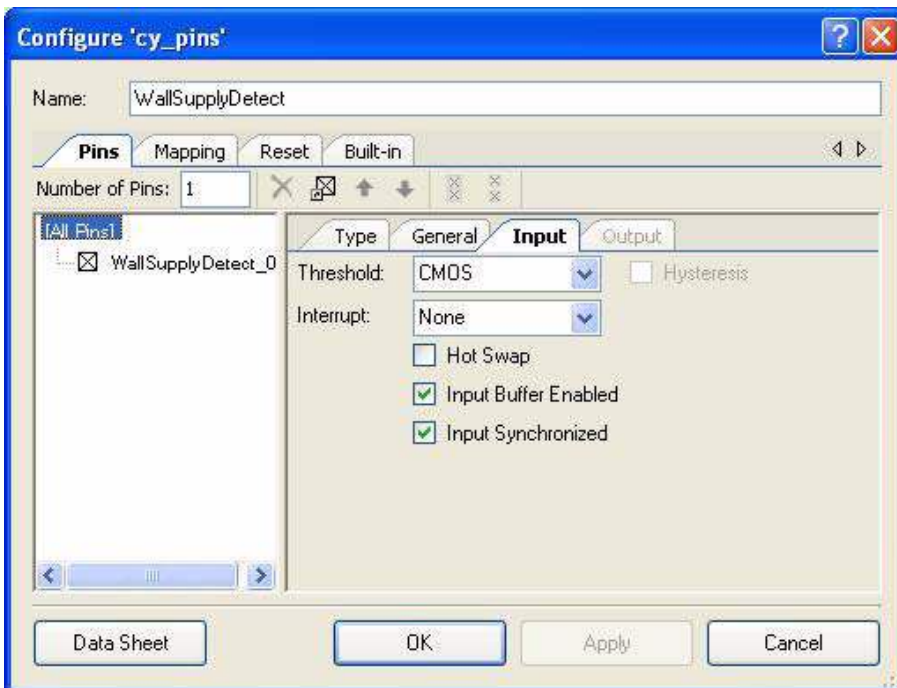 Configure 'cy_pins'
Name: WallSupplyDetect
Pins Mapping Reset Built-in
Number of Pins: 1
[All Pins]
WallSupplyDetect_0
Type General Input Output
Threshold: CMOS Hysteresis
Interrupt: None
Hot Swap
Input Buffer Enabled
Input Synchronized
Data Sheet OK Apply Cancel